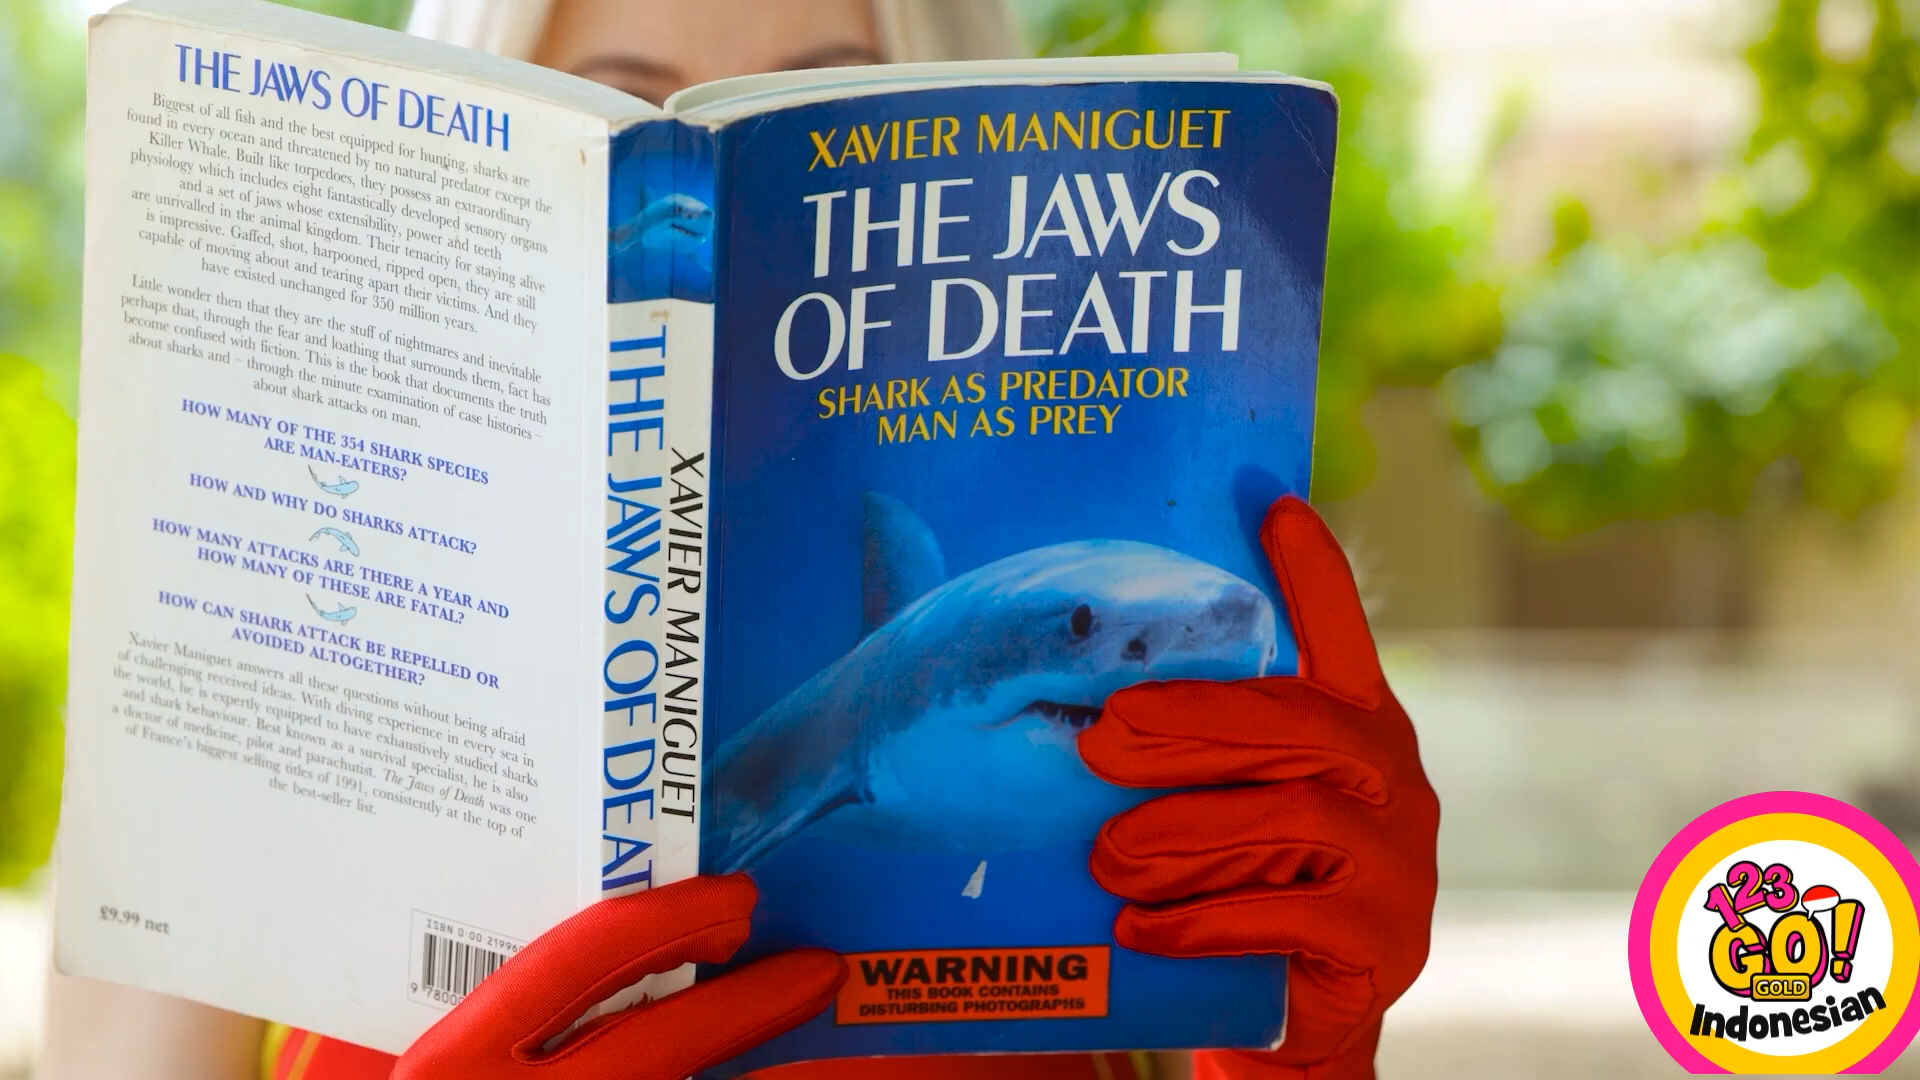 THE JAWS OF DEATH
Biggest of all fish and the best equipped for hunting, sharks are
found in every ocean and threatened by no natural predator except the
Killer Whale. Built like torpedoes, they possess an extraordinary
physiology which includes eight fantastically developed sensory organs
and a set of jaws whose extensibility, power and teeth
are unrivalled in the animal kingdom. Their tenacity for staying alive
is impressive. Gaffed, shot, harpooned, ripped open, they are still
capable of moving about and tearing apart their victims. And they
have existed unchanged for 350 million years.
Little wonder then that they are the stuff of nightmares and inevitable
perhaps that, through the fear and loathing that surrounds them, fact has
become confused with fiction. This is the book that documents the truth
about sharks and – through the minute examination of case histories –
about shark attacks on man.
HOW MANY OF THE 354 SHARK SPECIES
ARE MAN-EATERS?
HOW AND WHY DO SHARKS ATTACK?
HOW MANY ATTACKS ARE THERE A YEAR AND
HOW MANY OF THESE ARE FATAL?
HOW CAN SHARK ATTACK BE REPELLED OR
AVOIDED ALTOGETHER?
Xavier Maniguet answers all these questions without being afraid
of challenging received ideas. With diving experience in every sea in
the world, he is expertly equipped to have exhaustively studied sharks
and shark behaviour. Best known as a survival specialist, he is also
a doctor of medicine, pilot and parachutist. The Jaws of Death was one
of France's biggest selling titles of 1991, consistently at the top of
the best-seller list.
£9.99 net
ISBN 0-00-21996
9 78000
THE JAWS OF DEAT
XAVIER MANIGUET
XAVIER MANIGUET
THE JAWS
OF DEATH
SHARK AS PREDATOR
MAN AS PREY
WARNING
THIS BOOK CONTAINS
DISTURBING PHOTOGRAPHS
123
GO!
GOLD
Indonesian